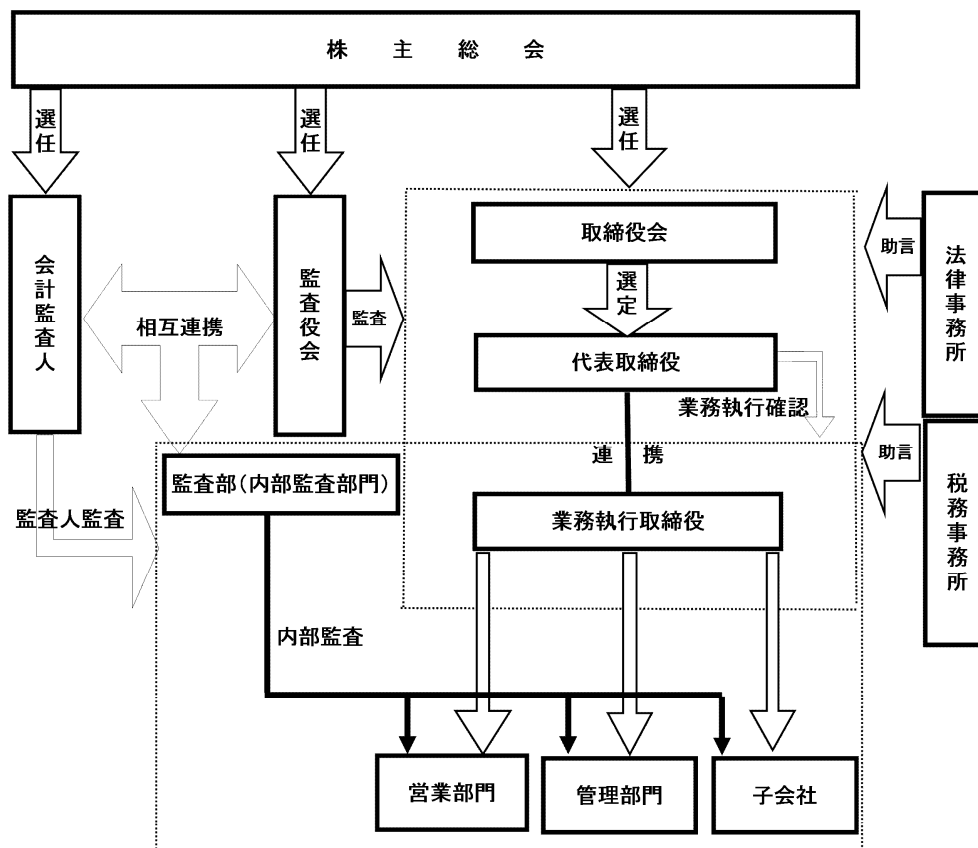 株主総会
選任
選任
選任
会計監査人
相互連携
監査役会
監査
取締役会
選定
代表取締役
業務執行確認
助言
法律事務所
連携
助言
税務事務所
監査部（内部監査部門）
業務執行取締役
監査人監査
内部監査
営業部門
管理部門
子会社